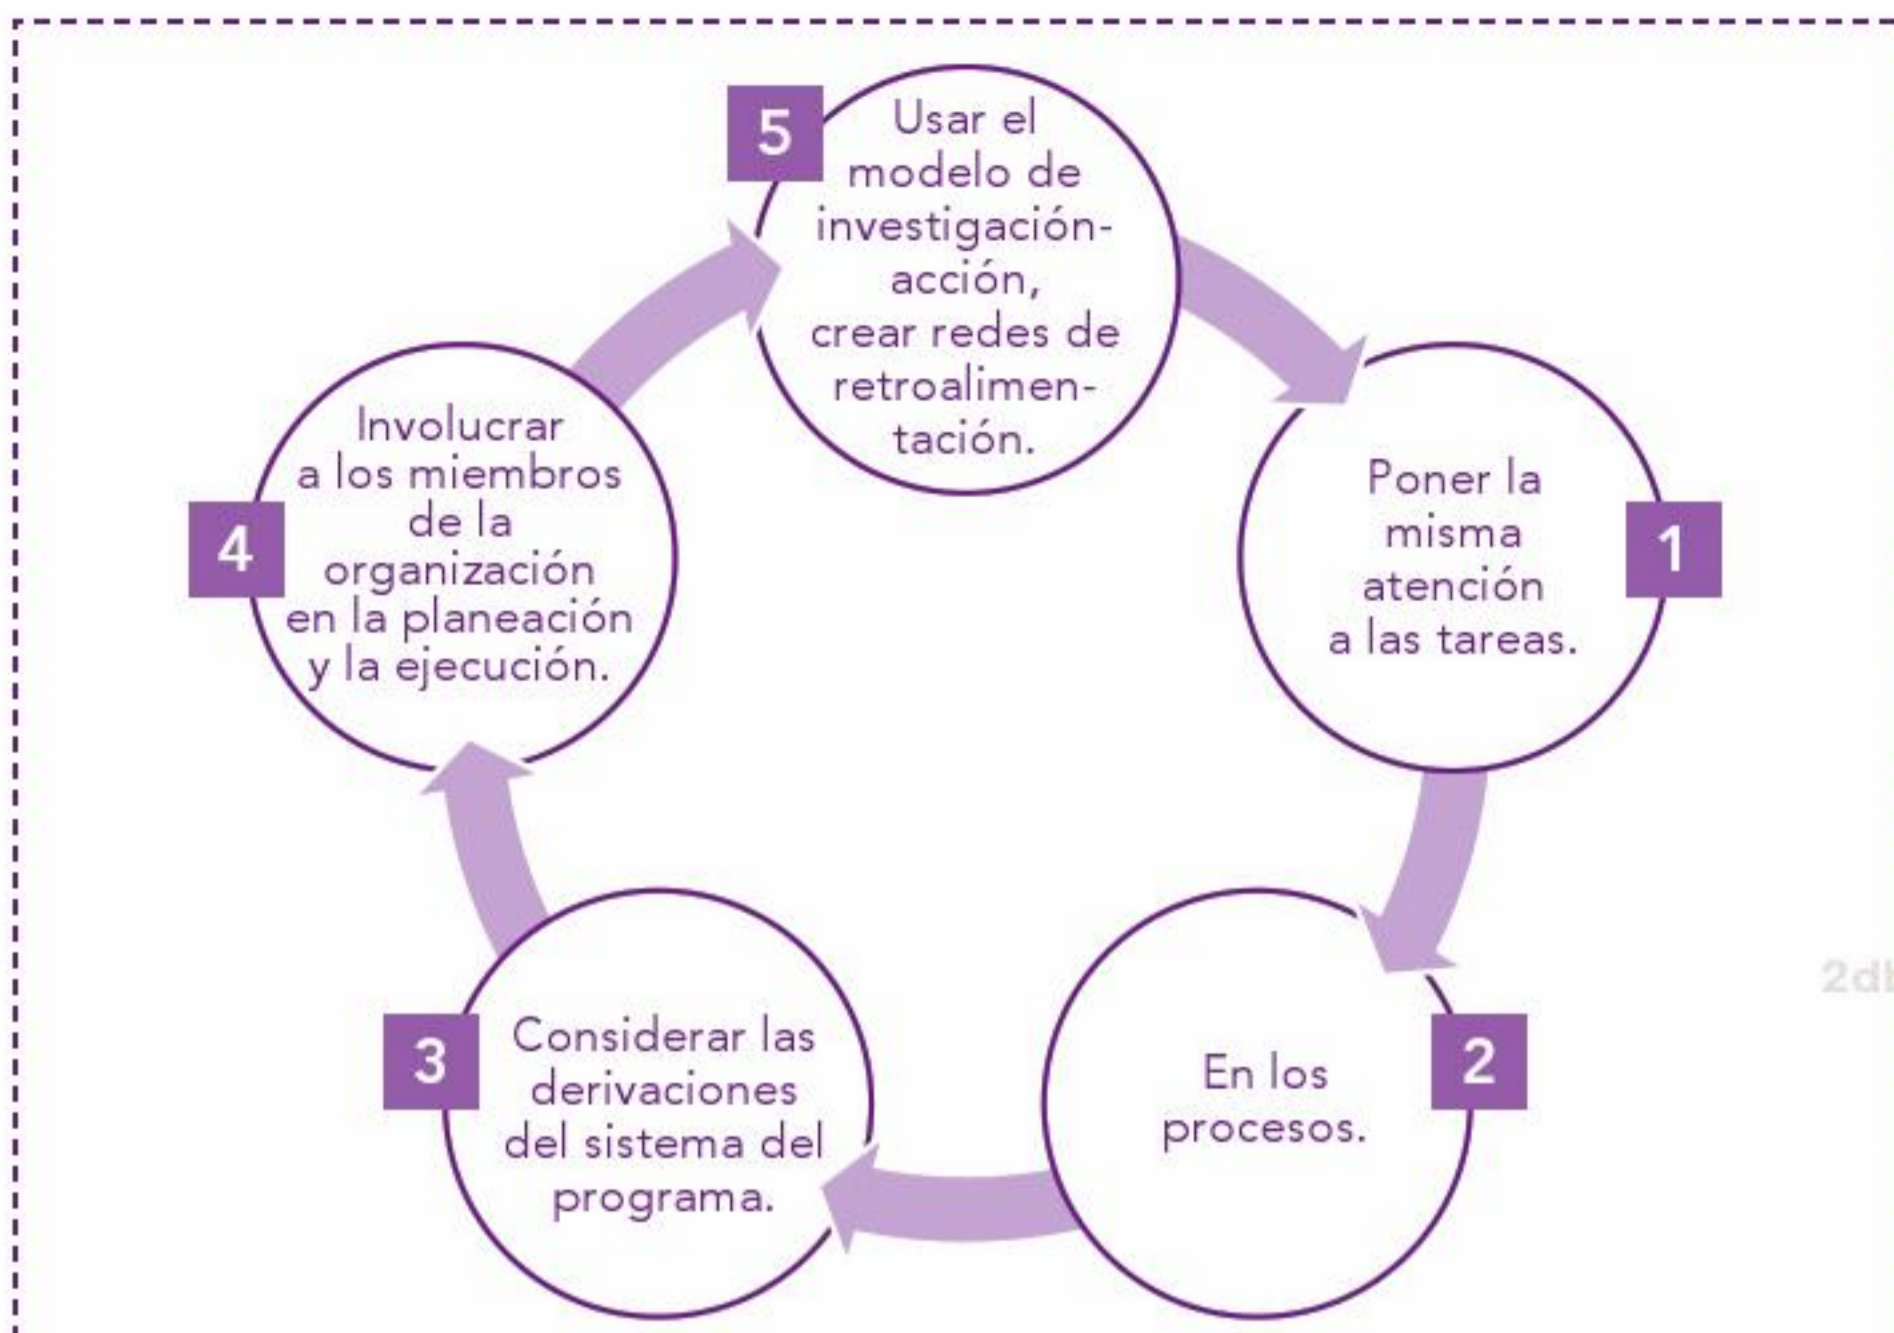 5
Usar el
modelo de
investigación-
acción,
crear redes de
retroalimen-
tación.
1
Poner la
misma
atención
a las tareas.
2
En los
procesos.
3
Considerar las
derivaciones
del sistema del
programa.
4
Involucrar
a los miembros
de la
organización
en la planeación
y la ejecución.